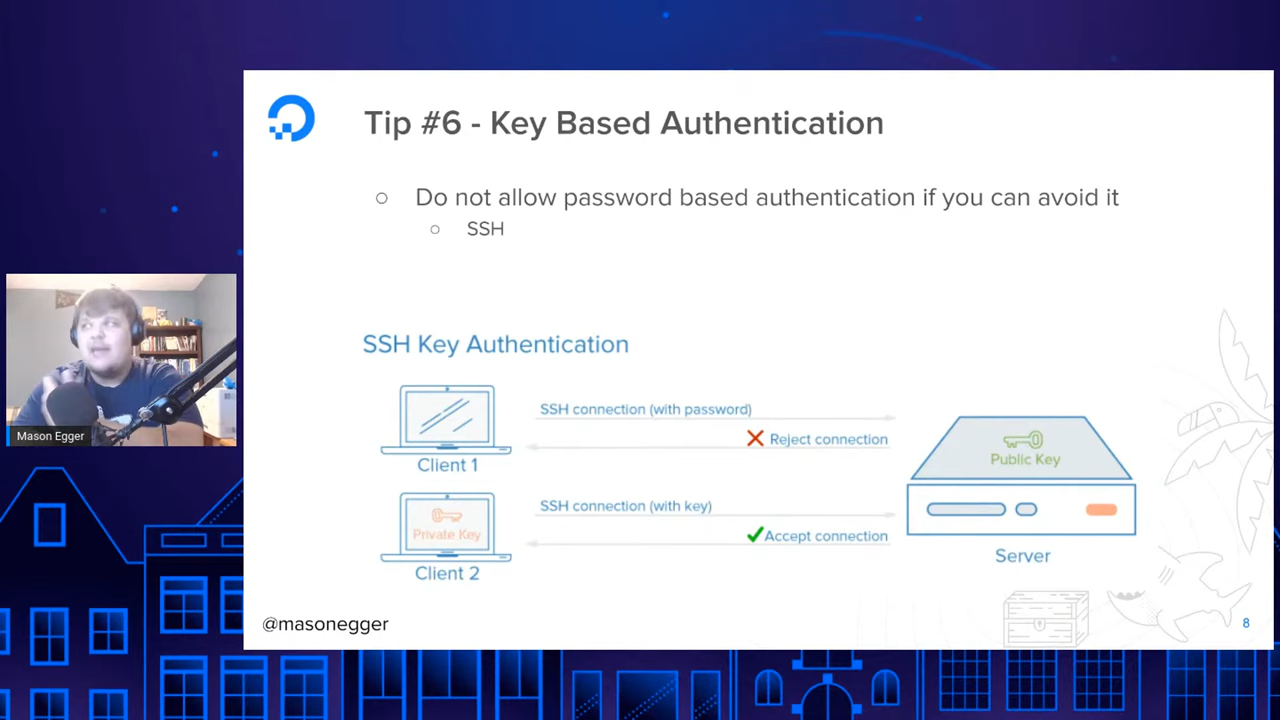 Tip #6 - Key Based Authentication
Do not allow password based authentication if you can avoid it
SSH
SSH Key Authentication
SSH connection (with password)
Reject connection
Client 1
Public Key
SSH connection (with key)
Private Key
Accept connection
Client 2
Server
Mason Egger
@masonegger
8